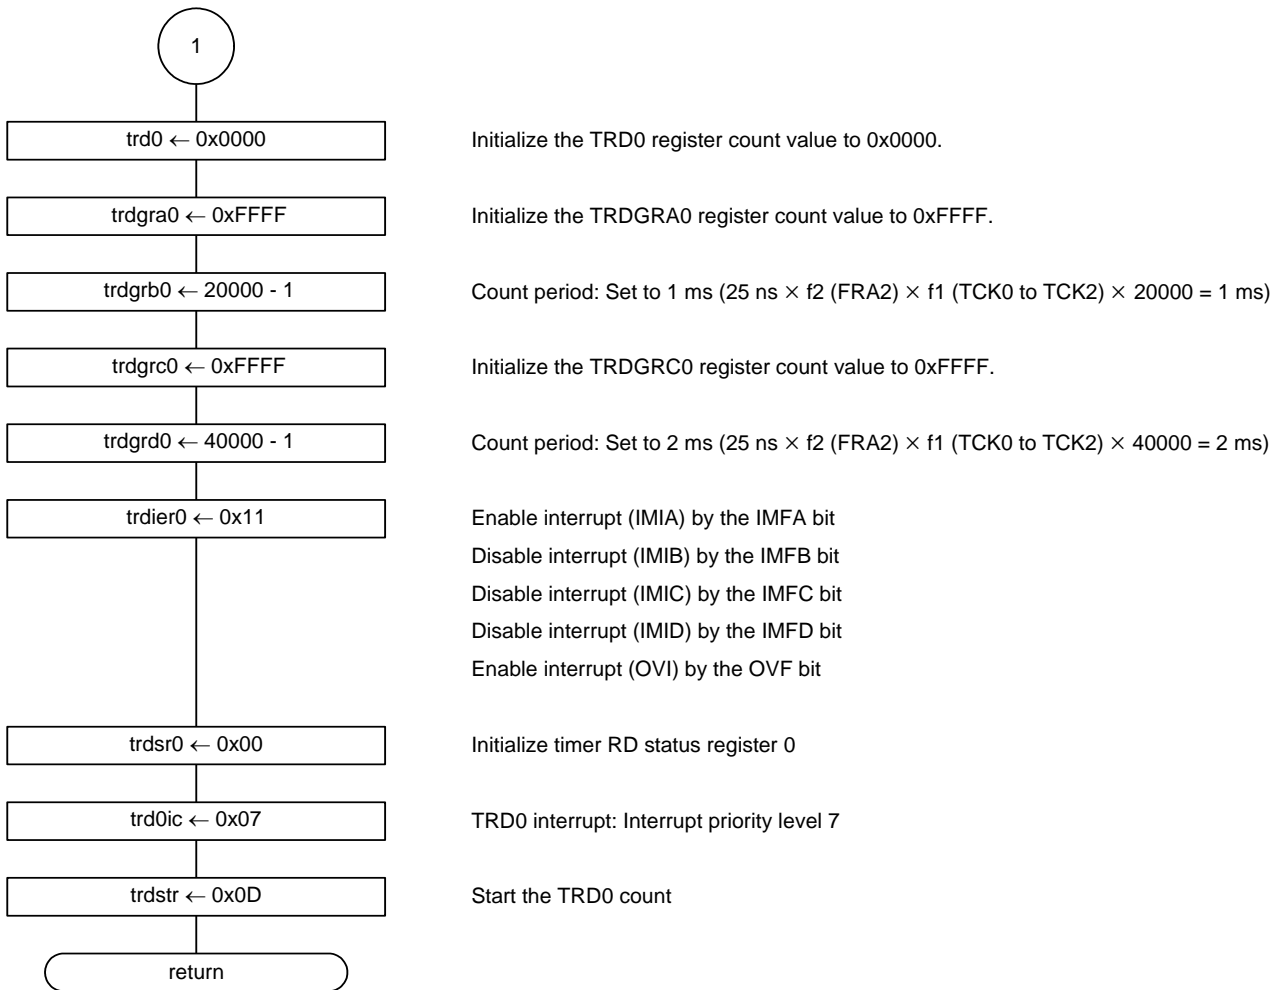 1
trd0 ← 0x0000
Initialize the TRD0 register count value to 0x0000.
trdgra0 ← 0xFFFF
Initialize the TRDGRA0 register count value to 0xFFFF.
trdgrb0 ← 20000 - 1
Count period: Set to 1 ms (25 ns × f2 (FRA2) × f1 (TCK0 to TCK2) × 20000 = 1 ms)
trdgrc0 ← 0xFFFF
Initialize the TRDGRC0 register count value to 0xFFFF.
trdgrd0 ← 40000 - 1
Count period: Set to 2 ms (25 ns × f2 (FRA2) × f1 (TCK0 to TCK2) × 40000 = 2 ms)
trdier0 ← 0x11
Enable interrupt (IMIA) by the IMFA bit
Disable interrupt (IMIB) by the IMFB bit
Disable interrupt (IMIC) by the IMFC bit
Disable interrupt (IMID) by the IMFD bit
Enable interrupt (OVI) by the OVF bit
trdsr0 ← 0x00
Initialize timer RD status register 0
trd0ic ← 0x07
TRD0 interrupt: Interrupt priority level 7
trdstr ← 0x0D
Start the TRD0 count
return